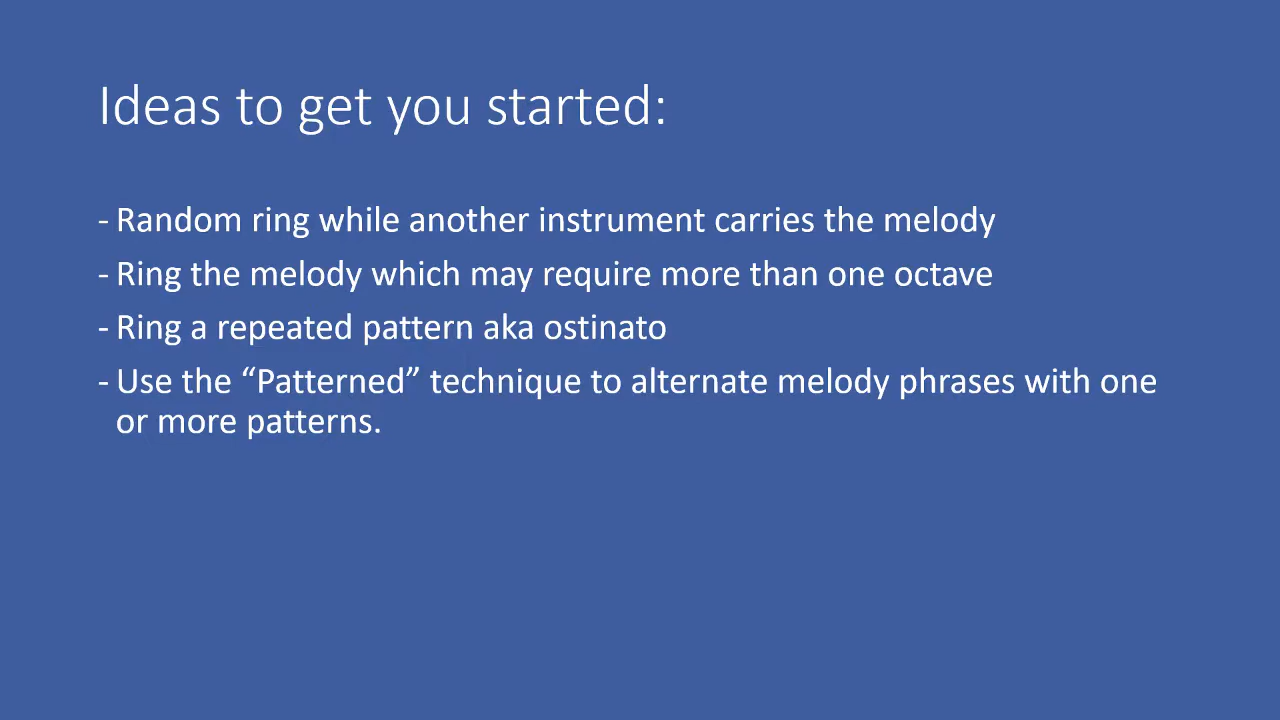 Ideas to get you started:
- Random ring while another instrument carries the melody
- Ring the melody which may require more than one octave
- Ring a repeated pattern aka ostinato
- Use the “Patterned” technique to alternate melody phrases with one
or more patterns.